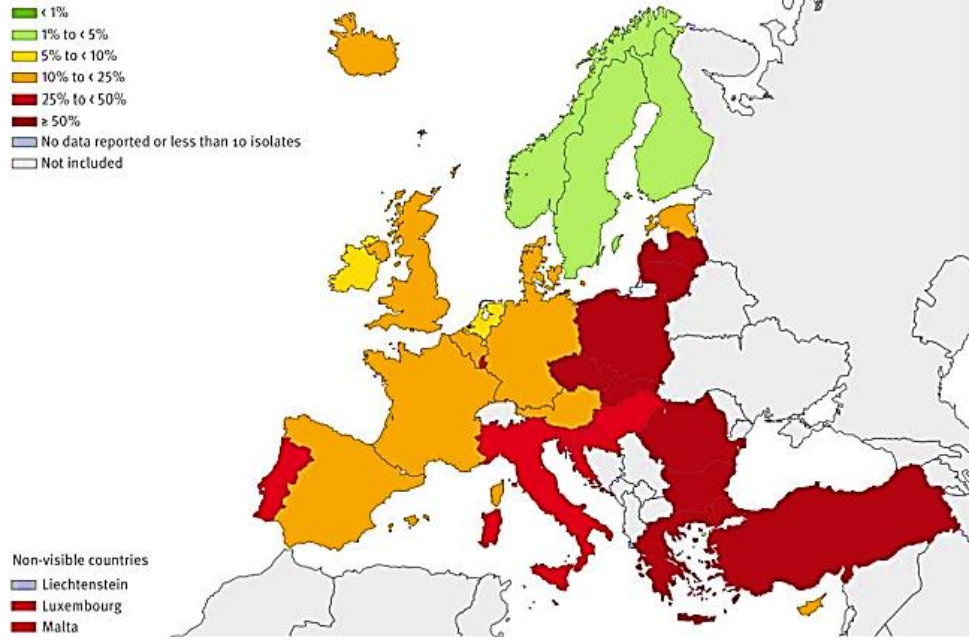 < 1%
1% to < 5%
5% to < 10%
10% to < 25%
25% to < 50%
≥ 50%
No data reported or less than 10 isolates
Not included
Non-visible countries
Liechtenstein
Luxembourg
Malta